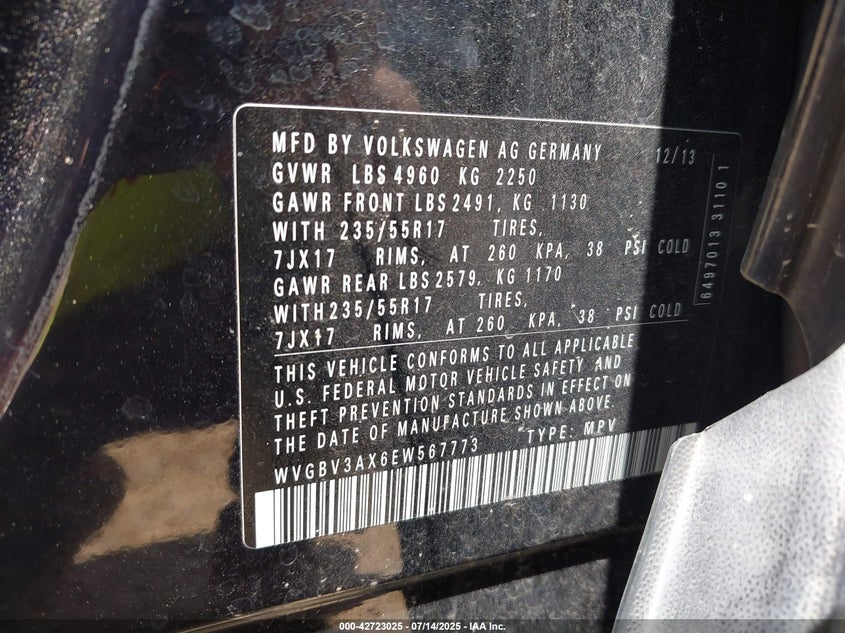 MFD BY VOLKSWAGEN AG GERMANY 12/13
GVWR LBS 4960 KG 2250
GAWR FRONT LBS 2491, KG 1130
WITH 235/55R17 TIRES,
7JX17 RIMS, AT 260 KPA, 38 PSI COLD
GAWR REAR LBS 2579, KG 1170
WITH 235/55R17 TIRES,
7JX17 RIMS, AT 260 KPA, 38 PSI COLD
THIS VEHICLE CONFORMS TO ALL APPLICABLE
U.S. FEDERAL MOTOR VEHICLE SAFETY AND
THEFT PREVENTION STANDARDS IN EFFECT ON
THE DATE OF MANUFACTURE SHOWN ABOVE.
WVGBV3AX6EW567773 TYPE: MPV
6497013 3110 1
000-42723025 - 07/14/2025 - IAA Inc.